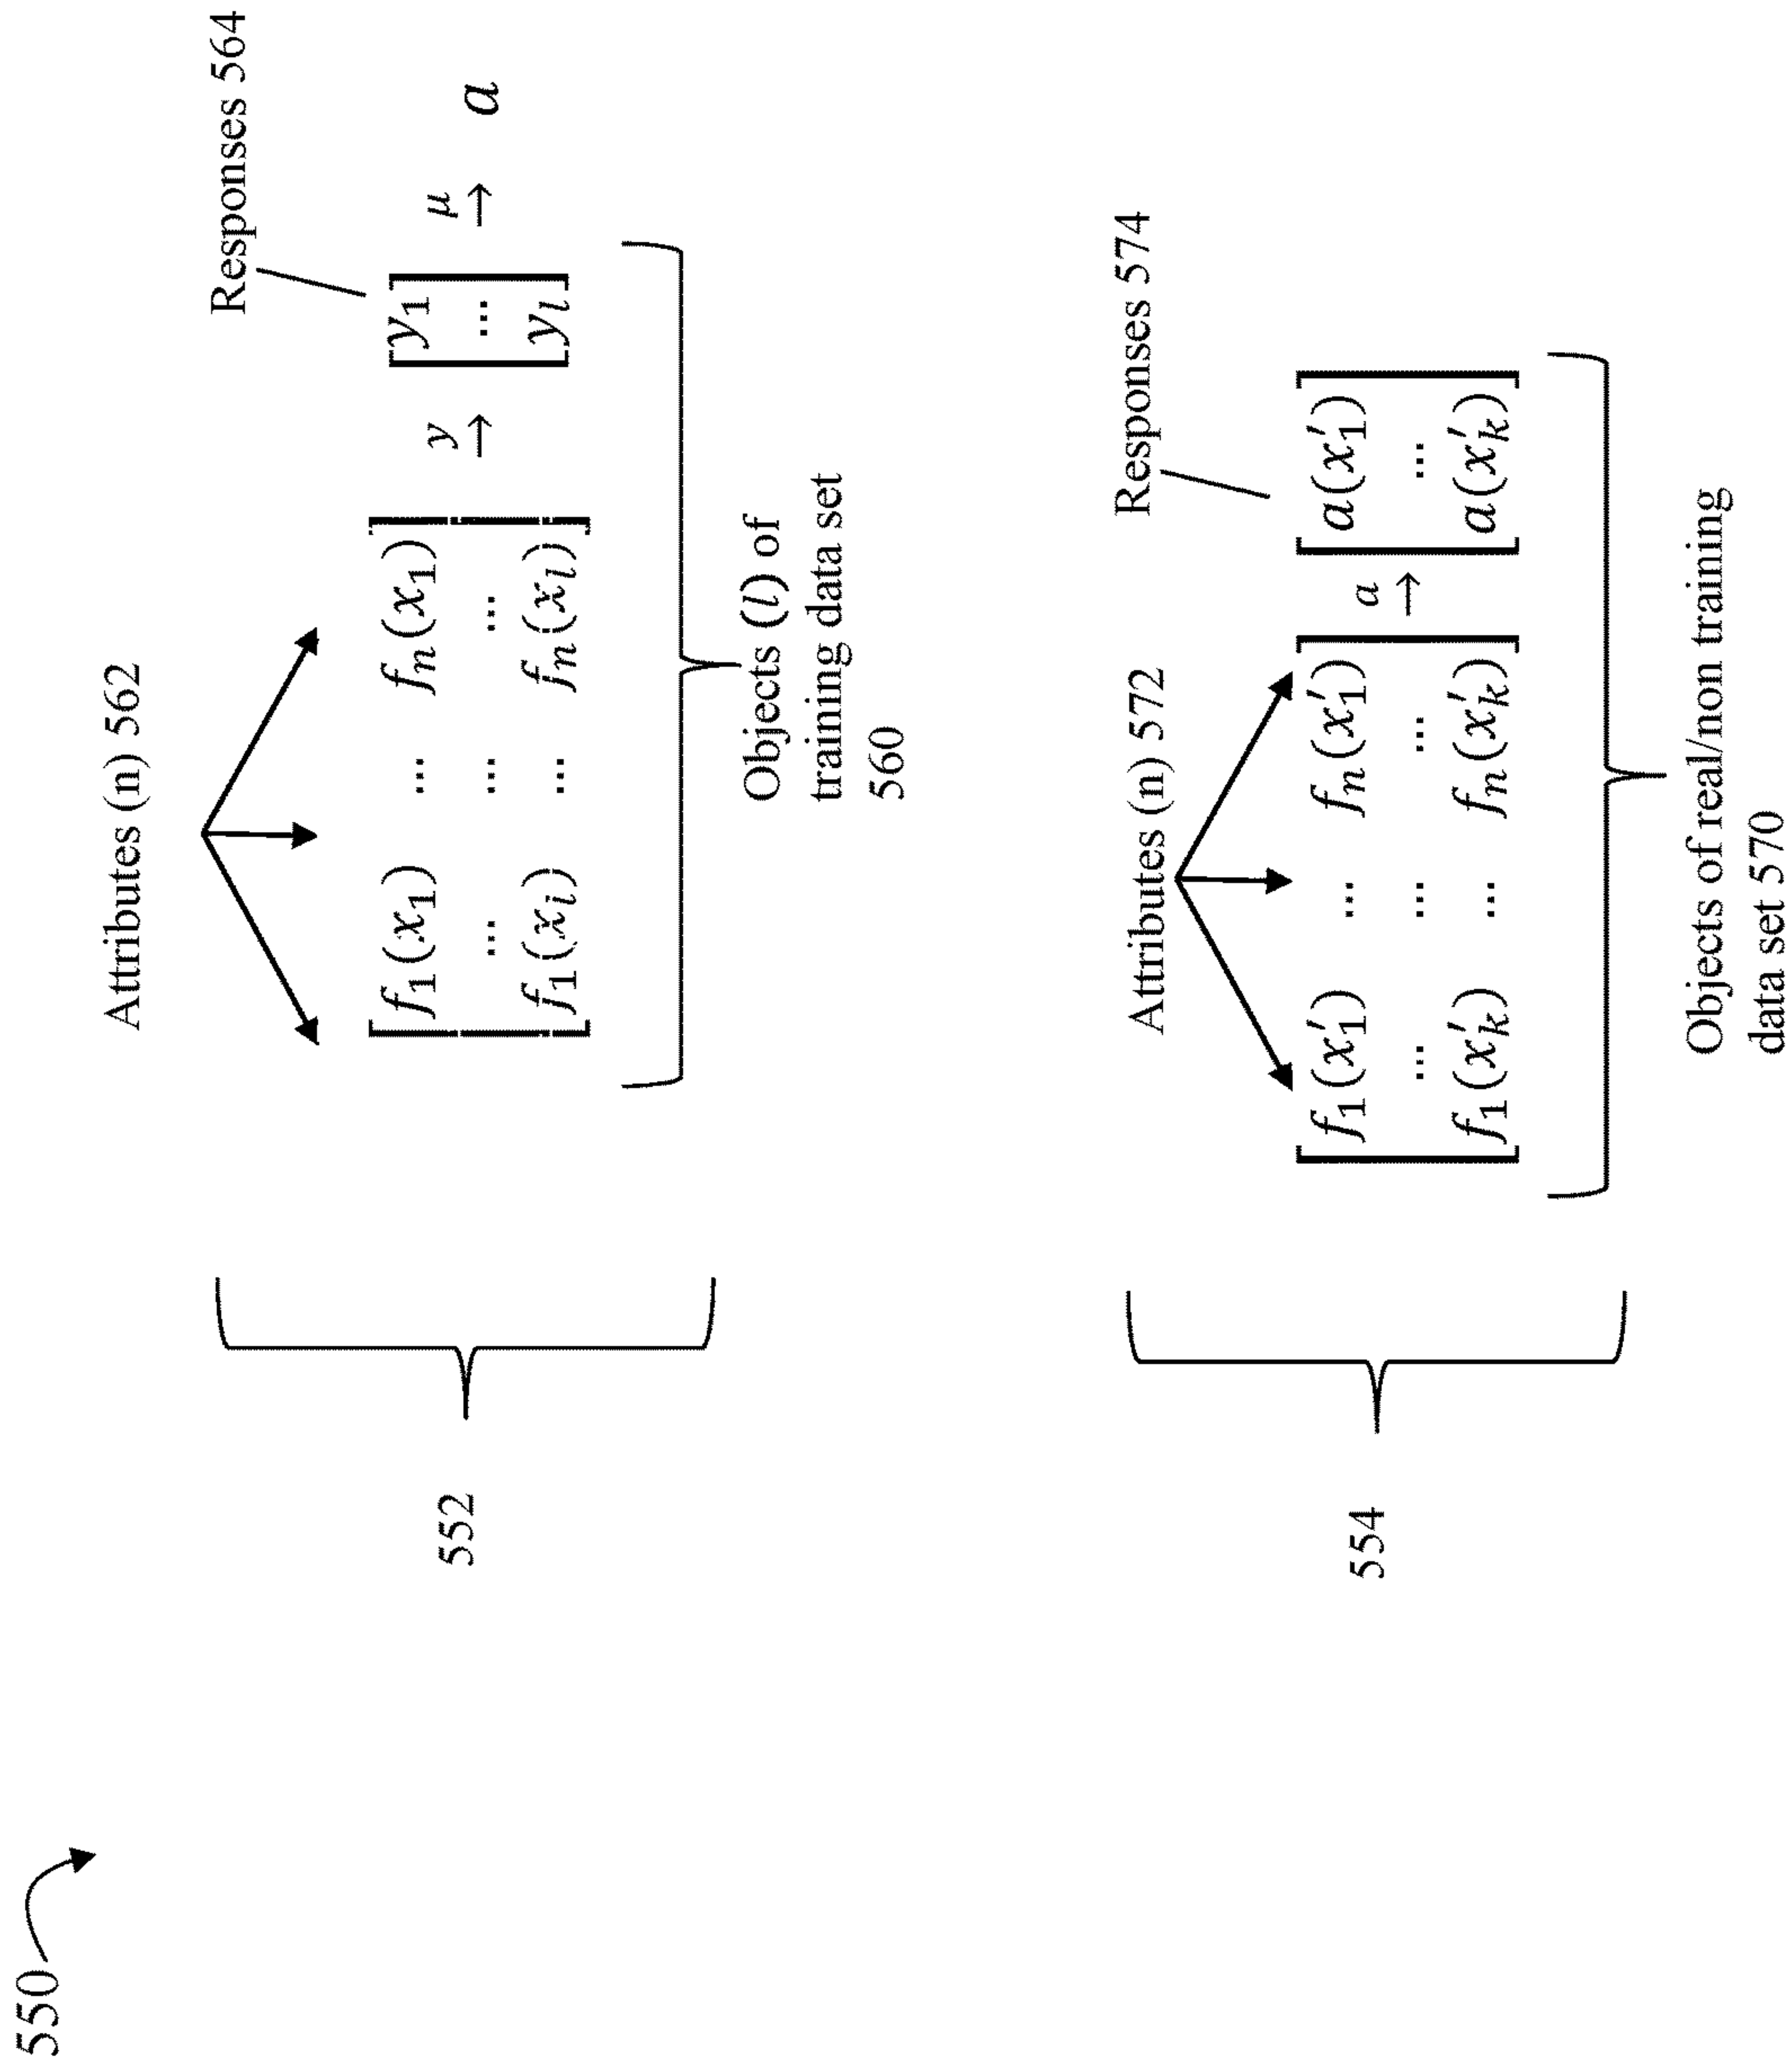 550
552
Attributes (n) 562
Responses 564
f₁(x₁) ... fₙ(x₁)
... ... ...
f₁(xₗ) ... fₙ(xₗ)
y →
y₁
...
yₗ
μ → a
Objects (l) of
training data set
560
554
Attributes (n) 572
Responses 574
f₁(x′₁) ... fₙ(x′₁)
... ... ...
f₁(x′ₖ) ... fₙ(x′ₖ)
a →
a(x′₁)
...
a(x′ₖ)
Objects of real/non training
data set 570